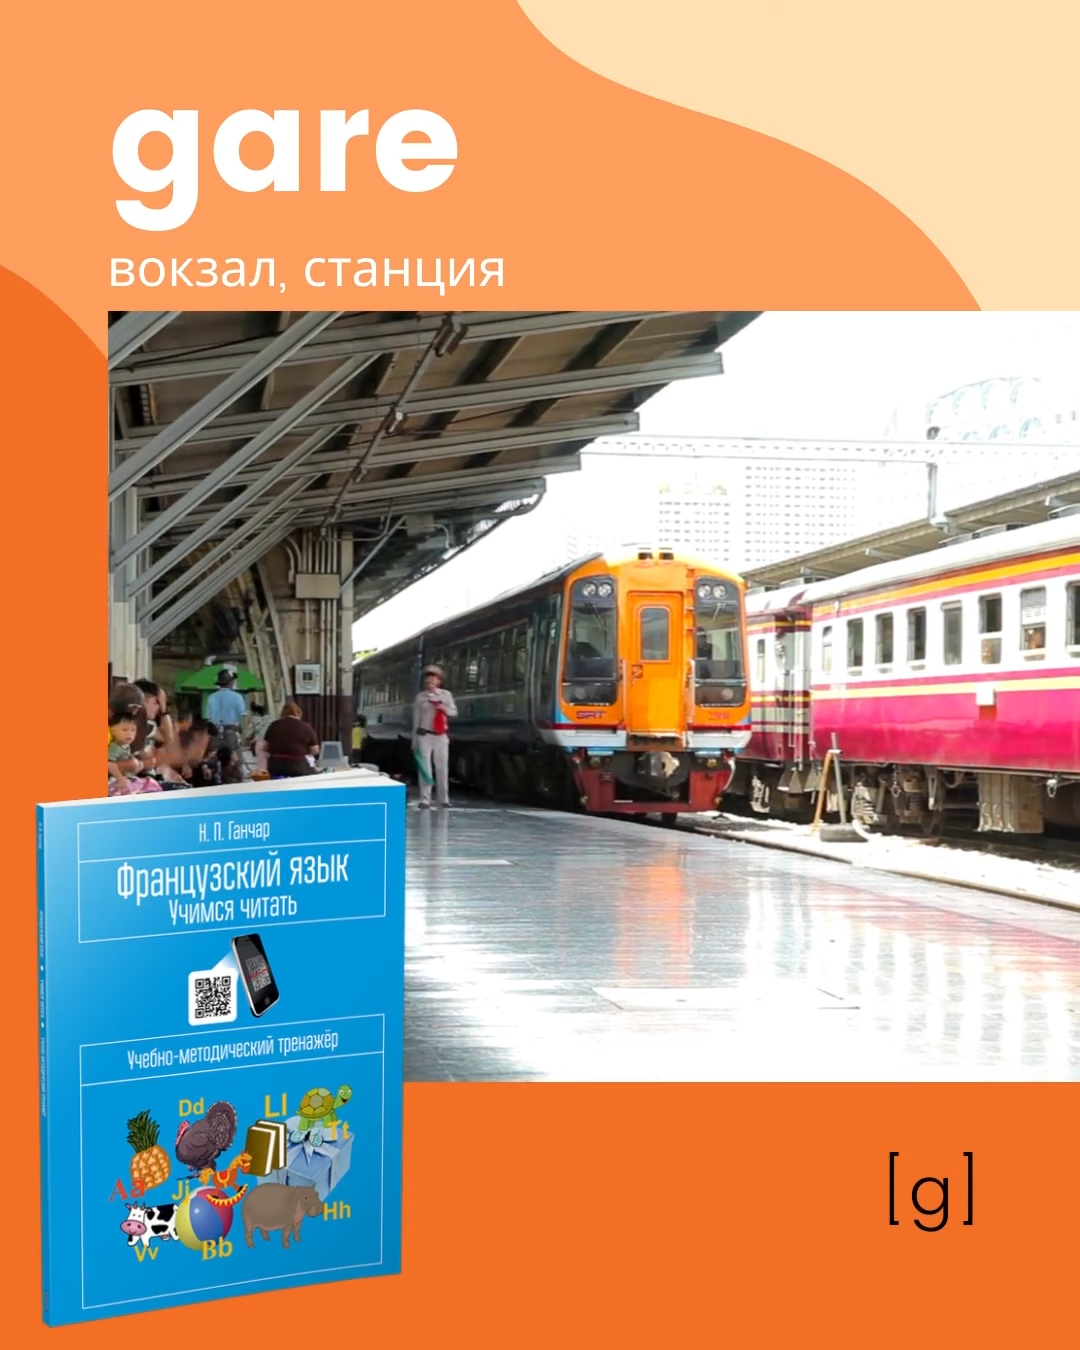 gare
вокзал, станция
SRT
Н. П. Ганчар
Французский язык
Учимся читать
Учебно-методический тренажёр
Dd
Ll
Tt
Aa
Jj
Hh
Vv
Bb
[g]